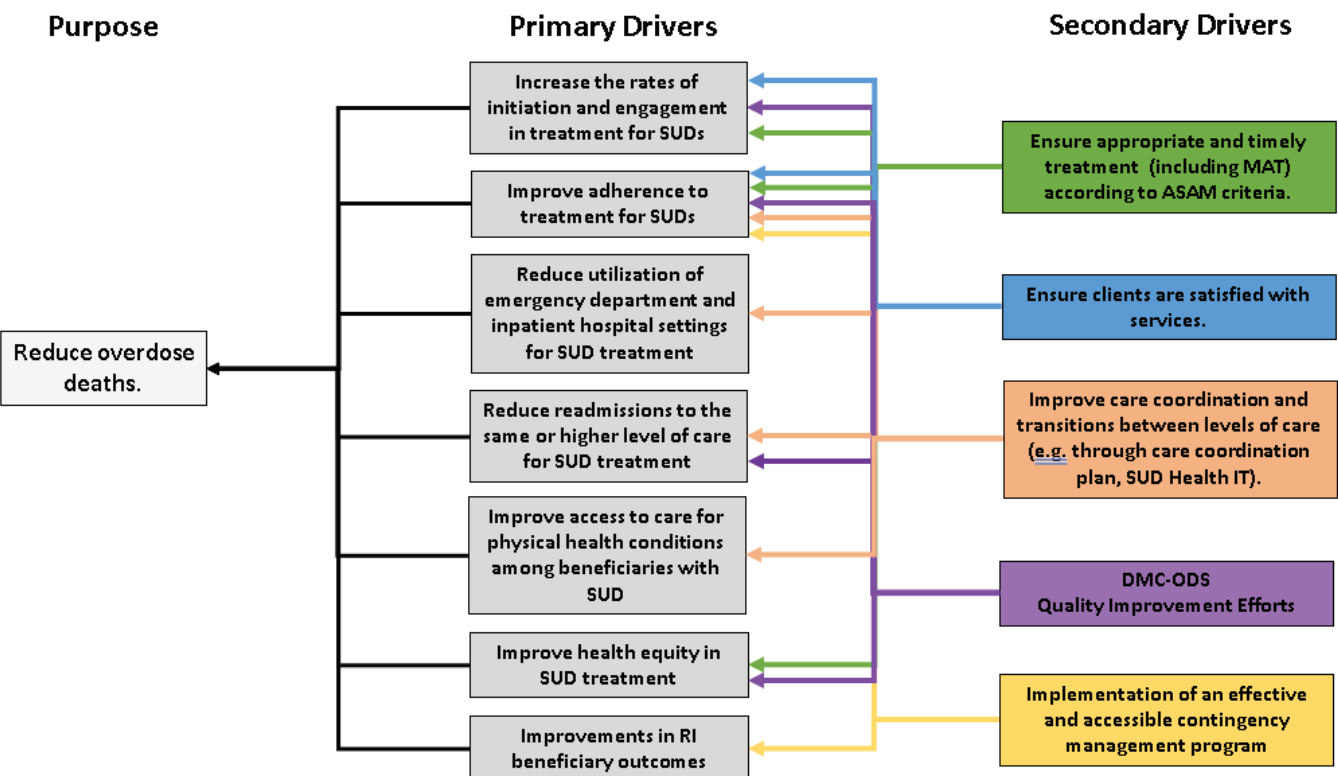 Purpose
Primary Drivers
Secondary Drivers
Reduce overdose
deaths.
Increase the rates of
initiation and engagement
in treatment for SUDs
Improve adherence to
treatment for SUDs
Reduce utilization of
emergency department and
inpatient hospital settings
for SUD treatment
Reduce readmissions to the
same or higher level of care
for SUD treatment
Improve access to care for
physical health conditions
among beneficiaries with
SUD
Improve health equity in
SUD treatment
Improvements in RI
beneficiary outcomes
Ensure appropriate and timely
treatment (including MAT)
according to ASAM criteria.
Ensure clients are satisfied with
services.
Improve care coordination and
transitions between levels of care
(e.g. through care coordination
plan, SUD Health IT).
DMC-ODS
Quality Improvement Efforts
Implementation of an effective
and accessible contingency
management program